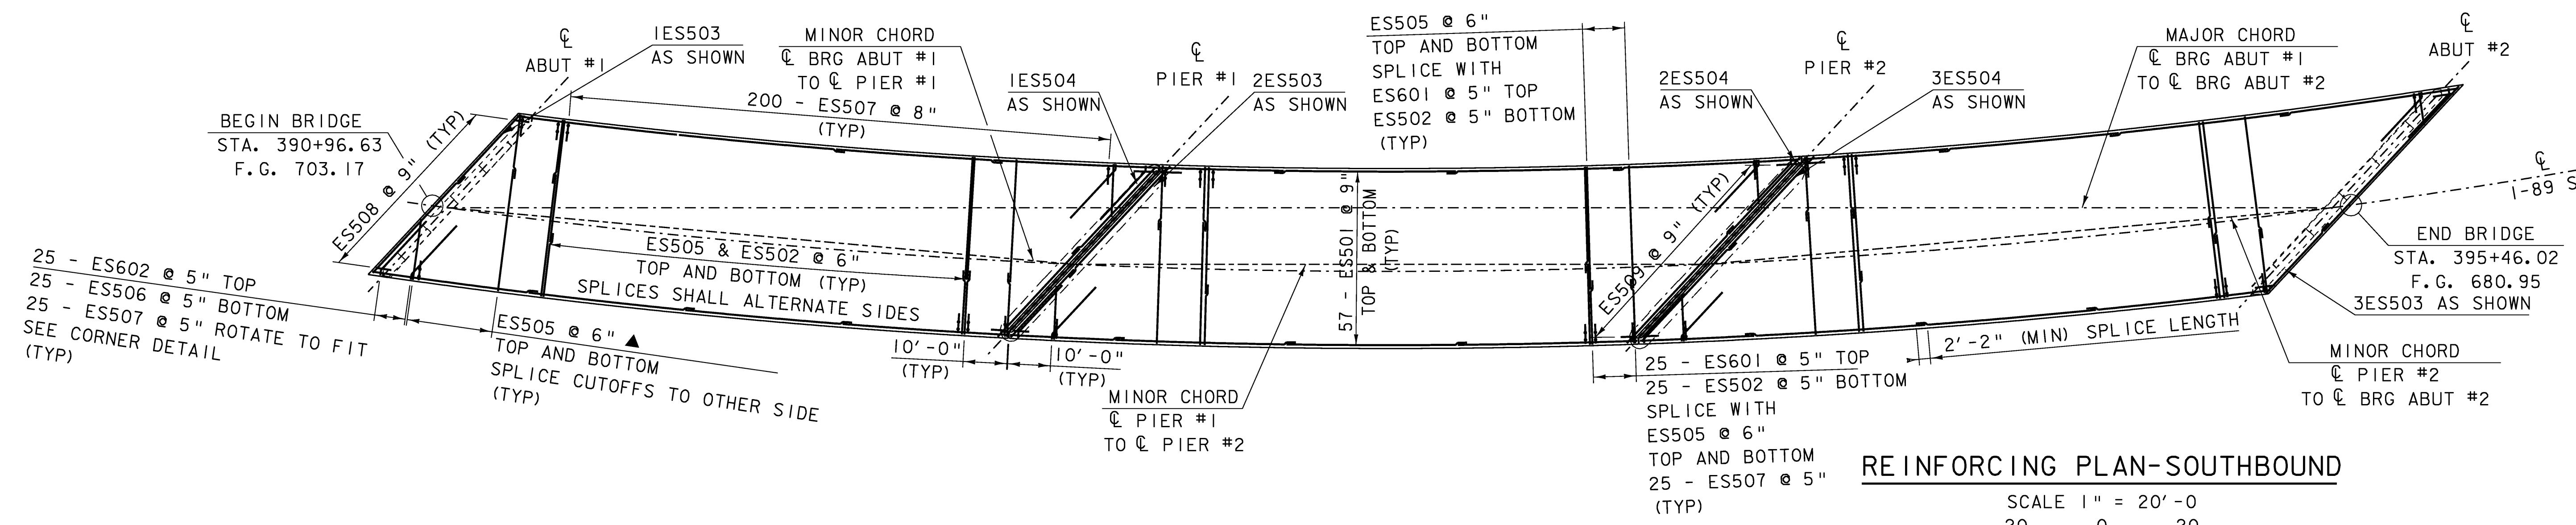 BEGIN BRIDGE
STA. 390+96.63
F.G. 703.17
℄
ABUT #1
1ES503
AS SHOWN
MINOR CHORD
℄ BRG ABUT #1
TO ℄ PIER #1
200 - ES507 @ 8"
(TYP)
1ES504
AS SHOWN
℄
PIER #1
2ES503
AS SHOWN
ES505 @ 6"
TOP AND BOTTOM
SPLICE WITH
ES601 @ 5" TOP
ES502 @ 5" BOTTOM
(TYP)
2ES504
AS SHOWN
℄
PIER #2
3ES504
AS SHOWN
MAJOR CHORD
℄ BRG ABUT #1
TO ℄ BRG ABUT #2
℄
ABUT #2
℄
I-89 S
ES508 @ 9" (TYP)
ES505 & ES502 @ 6"
TOP AND BOTTOM (TYP)
SPLICES SHALL ALTERNATE SIDES
57 - ES501 @ 9"
TOP & BOTTOM
(TYP)
ES509 @ 9" (TYP)
END BRIDGE
STA. 395+46.02
F.G. 680.95
3ES503 AS SHOWN
25 - ES602 @ 5" TOP
25 - ES506 @ 5" BOTTOM
25 - ES507 @ 5" ROTATE TO FIT
SEE CORNER DETAIL
(TYP)
ES505 @ 6" ▲
TOP AND BOTTOM
SPLICE CUTOFFS TO OTHER SIDE
(TYP)
10'-0"
(TYP)
10'-0"
(TYP)
MINOR CHORD
℄ PIER #1
TO ℄ PIER #2
25 - ES601 @ 5" TOP
25 - ES502 @ 5" BOTTOM
SPLICE WITH
ES505 @ 6"
TOP AND BOTTOM
25 - ES507 @ 5"
(TYP)
2'-2" (MIN) SPLICE LENGTH
MINOR CHORD
℄ PIER #2
TO ℄ BRG ABUT #2
REINFORCING PLAN-SOUTHBOUND
SCALE 1" = 20'-0
20 0 20